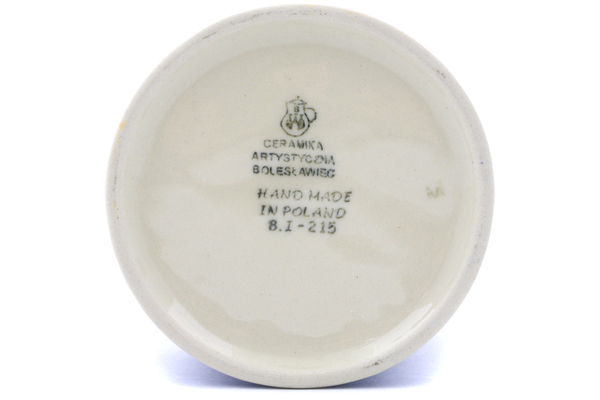 B
CERAMIKA
ARTYSTYCZNA
BOLESŁAWIEC
HAND MADE
IN POLAND
B.I-215